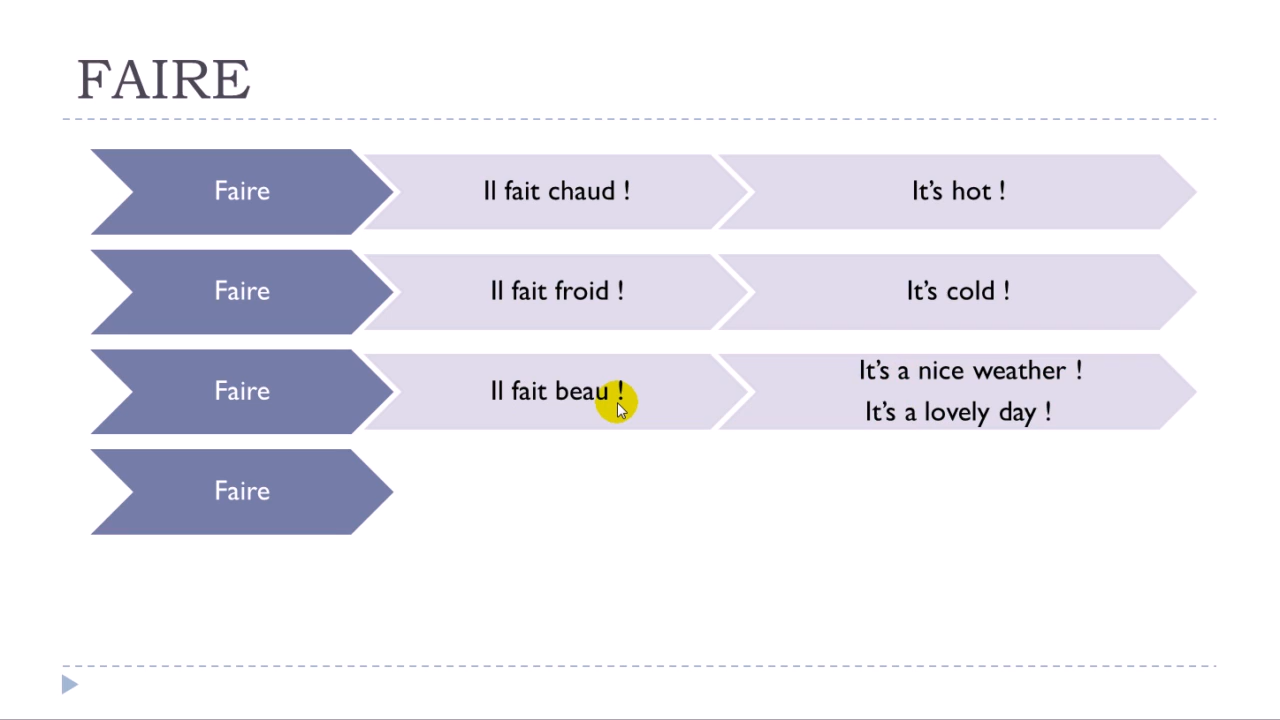 FAIRE
Faire
Il fait chaud !
It's hot !
Faire
Il fait froid !
It's cold !
Faire
Il fait beau !
It's a nice weather !
It's a lovely day !
Faire